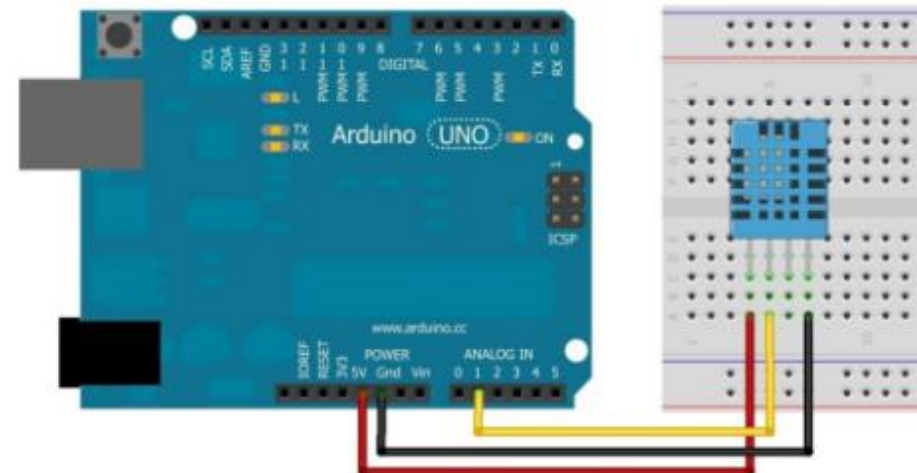 SCL
SDA
AREF
GND
13
12
PWM 11
PWM 10
PWM 9
8
DIGITAL
7
PWM 6
PWM 5
4
PWM 3
2
TX 1
RX 0
L
TX
RX
Arduino UNO
ON
1
ICSP
www.arduino.cc
POWER
ANALOG IN
IOREF
RESET
3V3
5V Gnd Vin
0 1 2 3 4 5